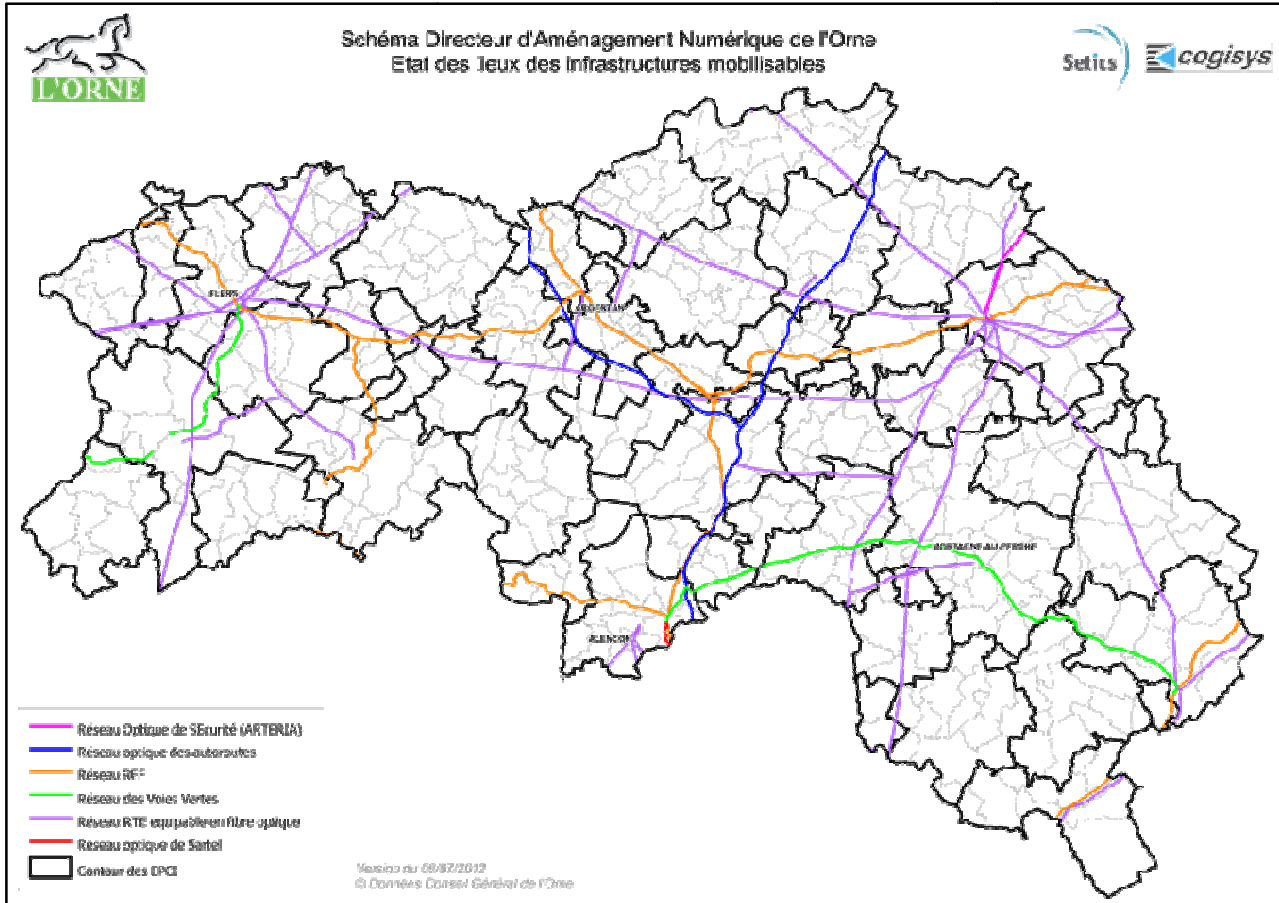 Schéma Directeur d'Aménagement Numérique de l'Orne
Etat des lieux des infrastructures mobilisables
L'ORNE
Setics
cogisys
FLERS
ARGENTAN
MORTAGNE-AU-PERCHE
ALENCON
Réseau Optique de SEcurité (ARTERIA)
Réseau optique des autoroutes
Réseau RFF
Réseau des Voies Vertes
Réseau RTE equipable en fibre optique
Réseau optique de Sartel
Contour des EPCI
Version du 06/07/2012
© Données Conseil Général de l'Orne